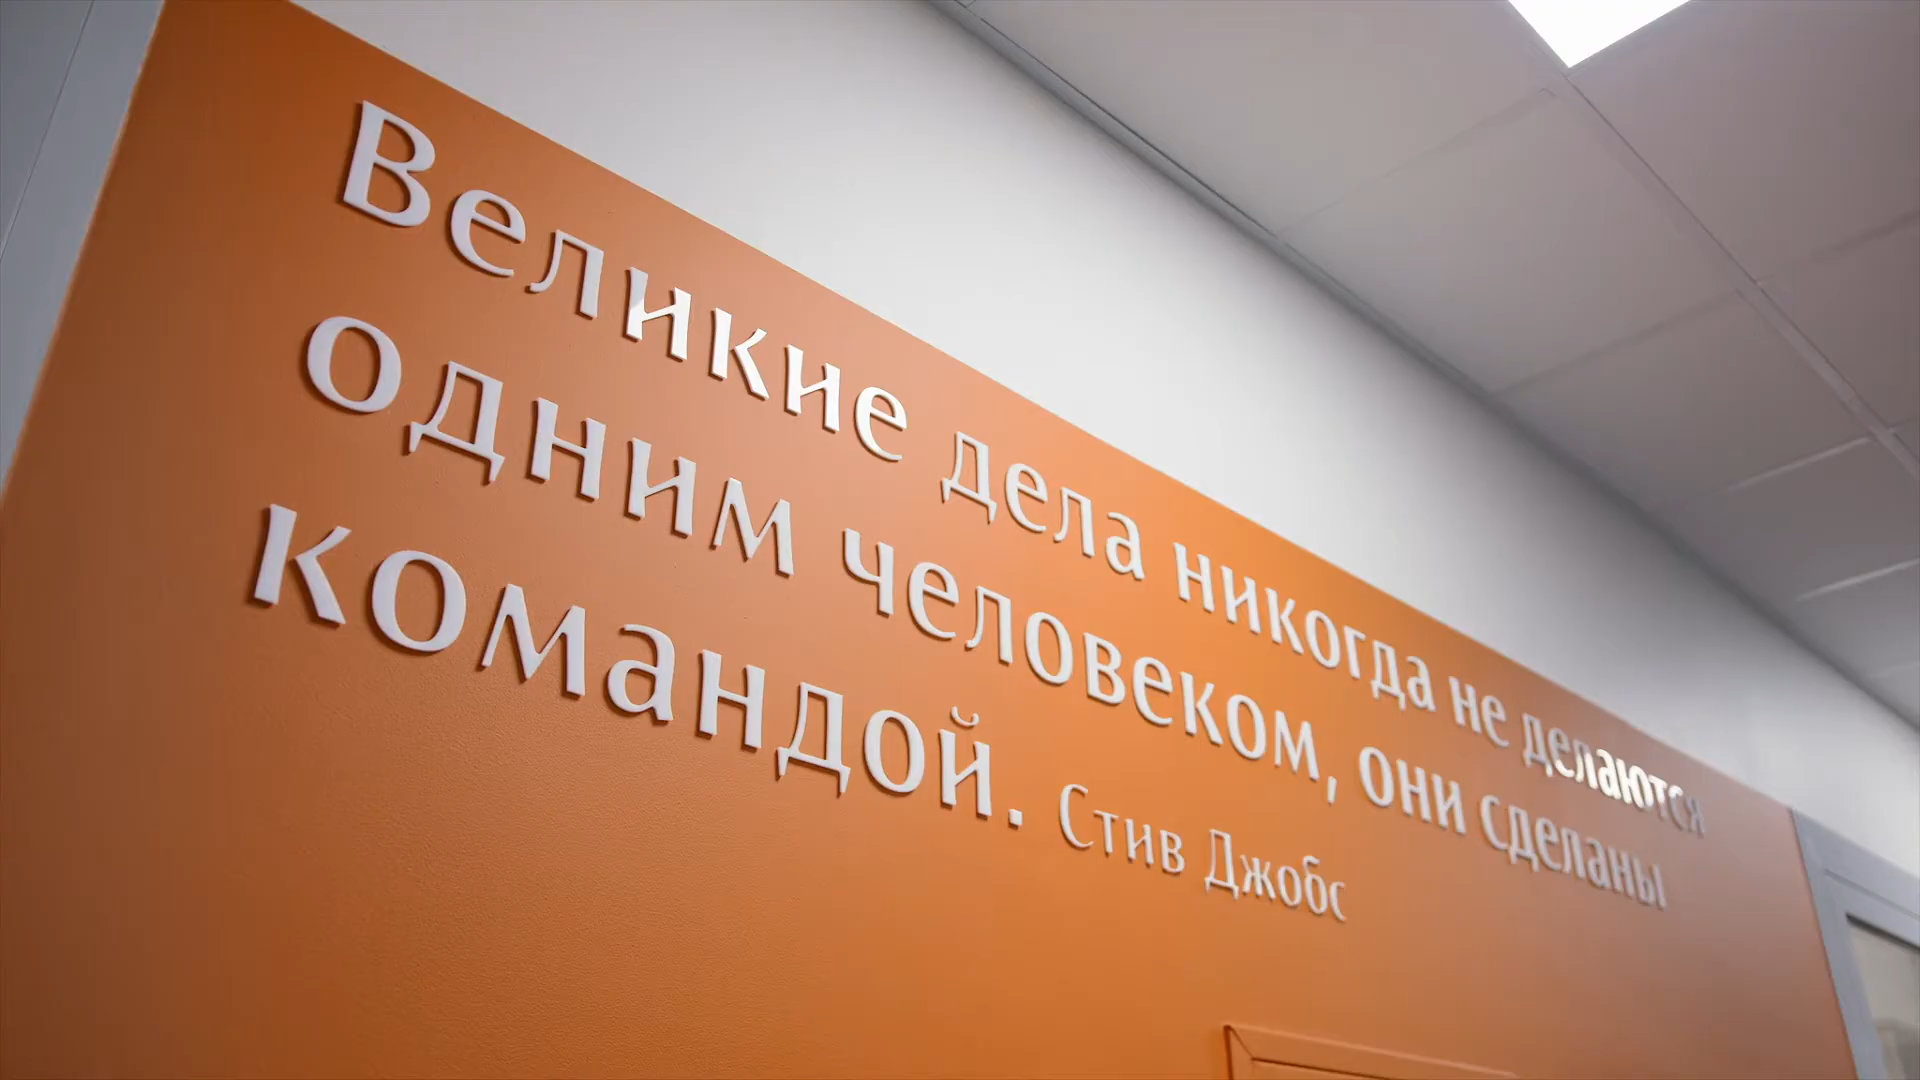 Великие дела никогда не делаются
одним человеком, они сделаны
командой. Стив Джобс